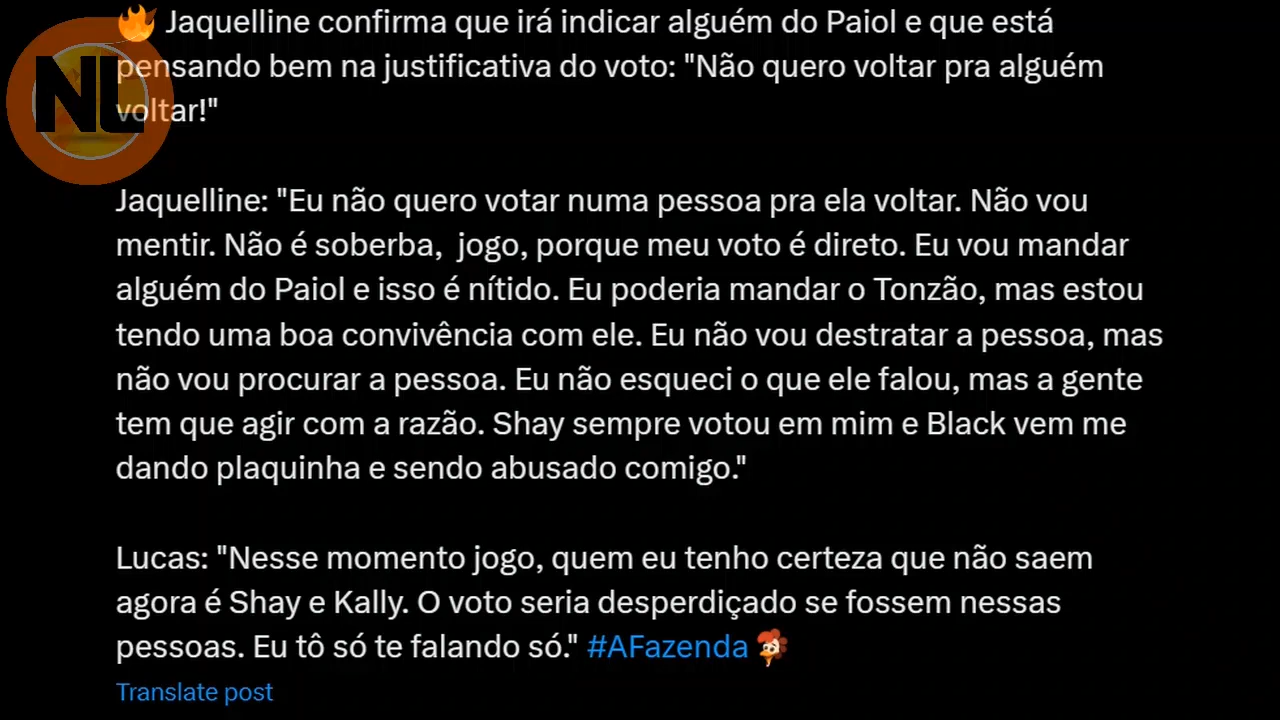 🔥 Jaquelline confirma que irá indicar alguém do Paiol e que está
pensando bem na justificativa do voto: "Não quero voltar pra alguém
voltar!"
NL
Jaquelline: "Eu não quero votar numa pessoa pra ela voltar. Não vou
mentir. Não é soberba,  jogo, porque meu voto é direto. Eu vou mandar
alguém do Paiol e isso é nítido. Eu poderia mandar o Tonzão, mas estou
tendo uma boa convivência com ele. Eu não vou destratar a pessoa, mas
não vou procurar a pessoa. Eu não esqueci o que ele falou, mas a gente
tem que agir com a razão. Shay sempre votou em mim e Black vem me
dando plaquinha e sendo abusado comigo."
Lucas: "Nesse momento jogo, quem eu tenho certeza que não saem
agora é Shay e Kally. O voto seria desperdiçado se fossem nessas
pessoas. Eu tô só te falando só." #AFazenda
Translate post